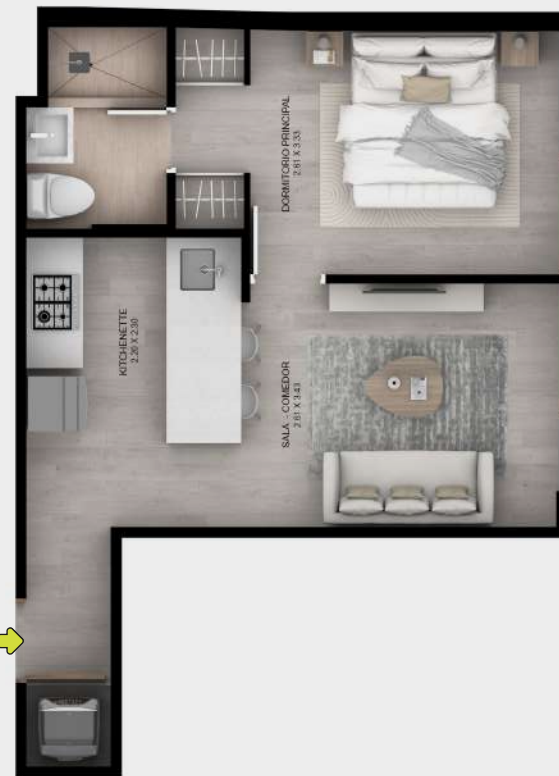 DORMITORIO PRINCIPAL
2.61 X 3.33
KITCHENETTE
2.20 X 2.30
SALA - COMEDOR
2.61 X 3.43